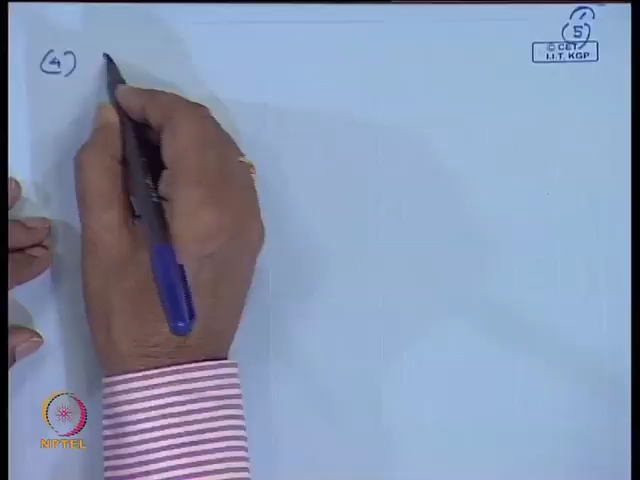 (4)
(5)
© CET
I.I.T. KGP
NPTEL